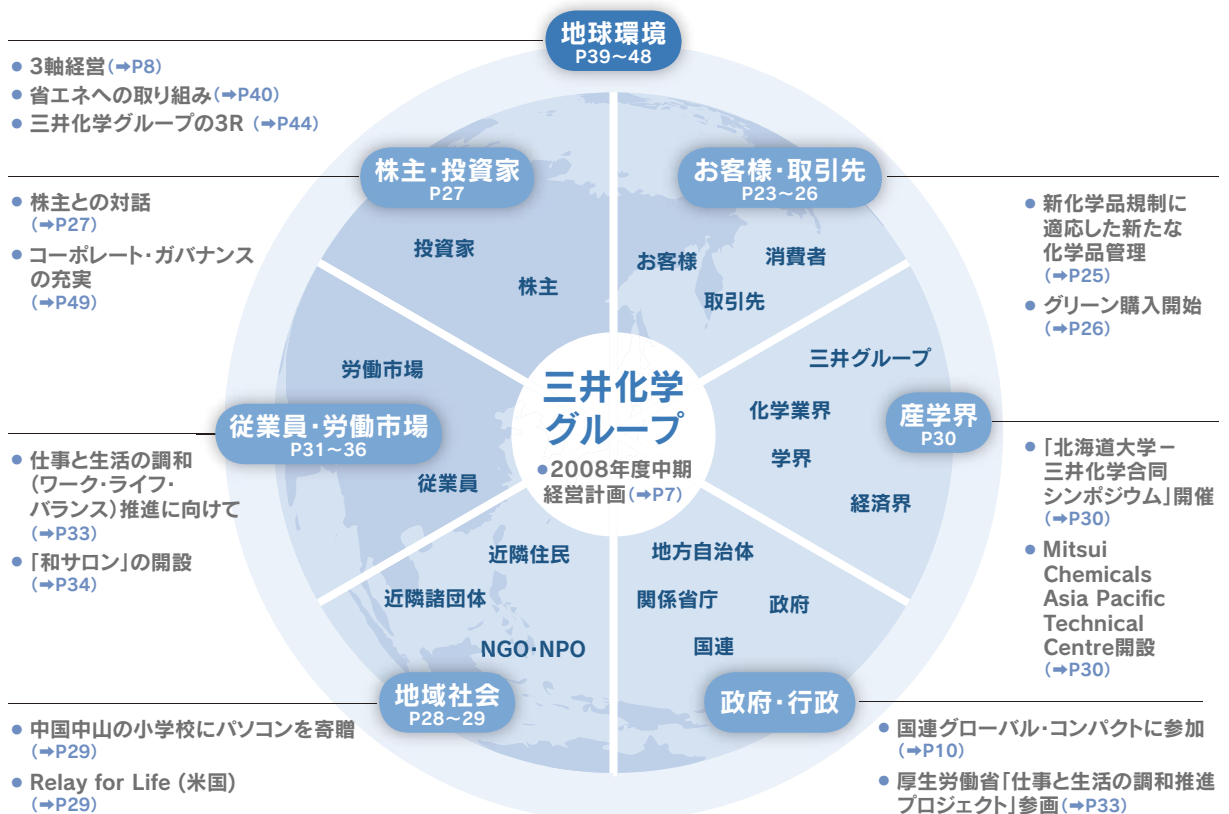 地球環境
P39～48
● 3軸経営(➡P8)
● 省エネへの取り組み(➡P40)
● 三井化学グループの3R (➡P44)
株主・投資家
P27
● 株主との対話
(➡P27)
● コーポレート・ガバナンス
の充実
(➡P49)
投資家
株主
お客様・取引先
P23～26
お客様
消費者
取引先
● 新化学品規制に
適応した新たな
化学品管理
(➡P25)
● グリーン購入開始
(➡P26)
三井化学
グループ
●2008年度中期
経営計画(➡P7)
労働市場
従業員・労働市場
P31～36
従業員
● 仕事と生活の調和
(ワーク・ライフ・
バランス)推進に向けて
(➡P33)
● 「和サロン」の開設
(➡P34)
三井グループ
化学業界
学界
経済界
産学界
P30
● 「北海道大学－
三井化学合同
シンポジウム」開催
(➡P30)
● Mitsui
Chemicals
Asia Pacific
Technical
Centre開設
(➡P30)
近隣住民
近隣諸団体
NGO・NPO
地域社会
P28～29
● 中国中山の小学校にパソコンを寄贈
(➡P29)
● Relay for Life (米国)
(➡P29)
地方自治体
関係省庁
政府
国連
政府・行政
● 国連グローバル・コンパクトに参加
(➡P10)
● 厚生労働省「仕事と生活の調和推進
プロジェクト」参画(➡P33)